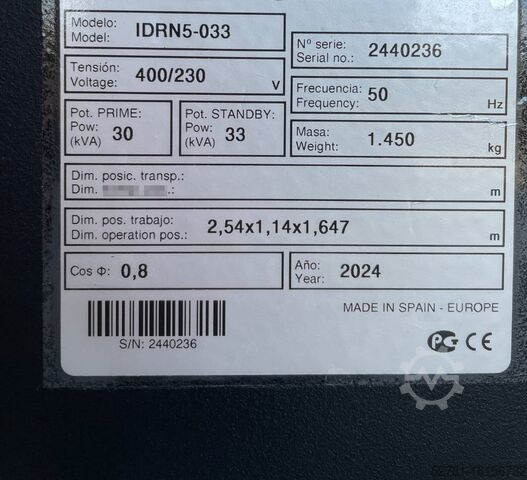 Modelo:
Model: IDRN5-033
Nº serie:
Serial no.: 2440236
Tensión:
Voltage: 400/230 V
Frecuencia:
Frequency: 50 Hz
Pot. PRIME:
Pow: 30
(kVA)
Pot. STANDBY:
Pow: 33
(kVA)
Masa:
Weight: 1.450 kg
Dim. posic. transp.:
Dim. .: m
Dim. pos. trabajo:
Dim. operation pos.: 2,54x1,14x1,647 m
Cos Φ: 0,8
Año:
Year: 2024
MADE IN SPAIN - EUROPE
S/N: 2440236
PG CE